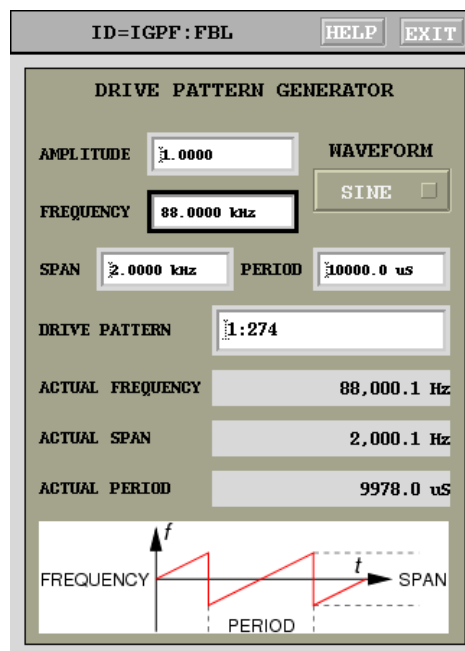 ID=IGPF:FBL HELP EXIT
DRIVE PATTERN GENERATOR
AMPLITUDE 1.0000 WAVEFORM
SINE
FREQUENCY 88.0000 kHz
SPAN 2.0000 kHz PERIOD 10000.0 uS
DRIVE PATTERN 1:274
ACTUAL FREQUENCY 88,000.1 Hz
ACTUAL SPAN 2,000.1 Hz
ACTUAL PERIOD 9978.0 uS
f
FREQUENCY t SPAN
PERIOD